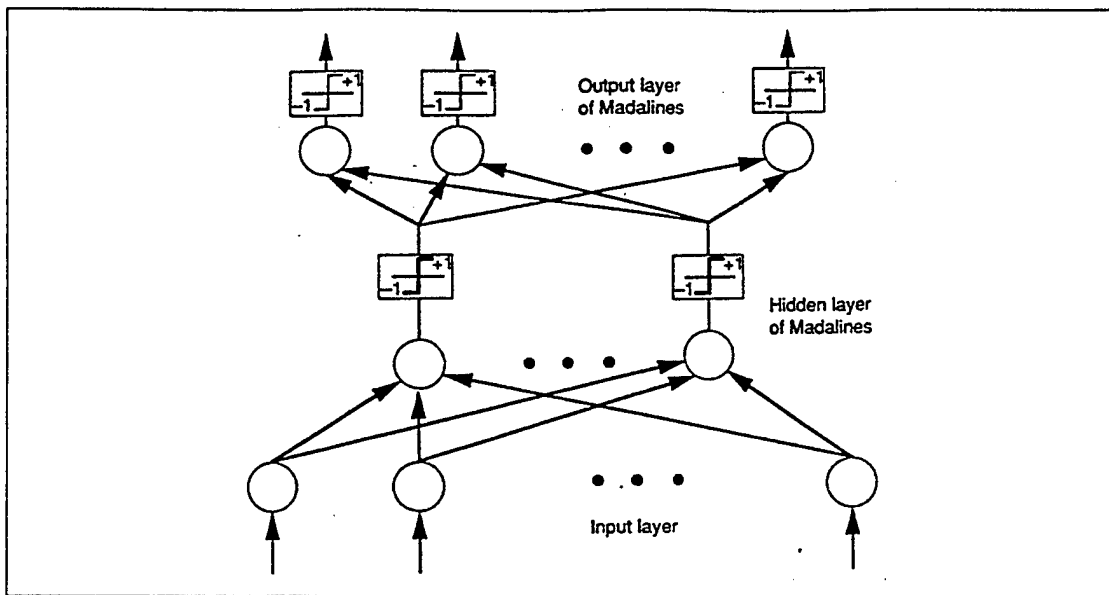 +1
−1
+1
−1
+1
−1
Output layer
of Madalines
+1
−1
+1
−1
Hidden layer
of Madalines
Input layer